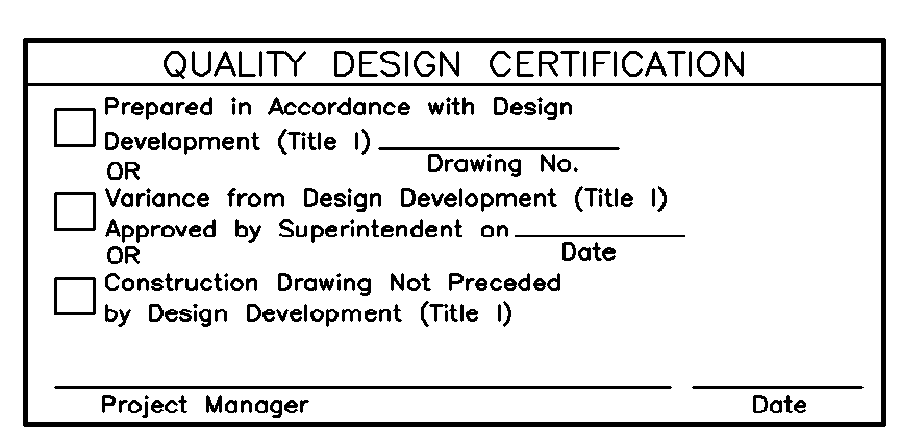 QUALITY DESIGN CERTIFICATION
Prepared in Accordance with Design
Development (Title I)
Drawing No.
OR
Variance from Design Development (Title I)
Approved by Superintendent on
Date
OR
Construction Drawing Not Preceded
by Design Development (Title I)
Project Manager Date